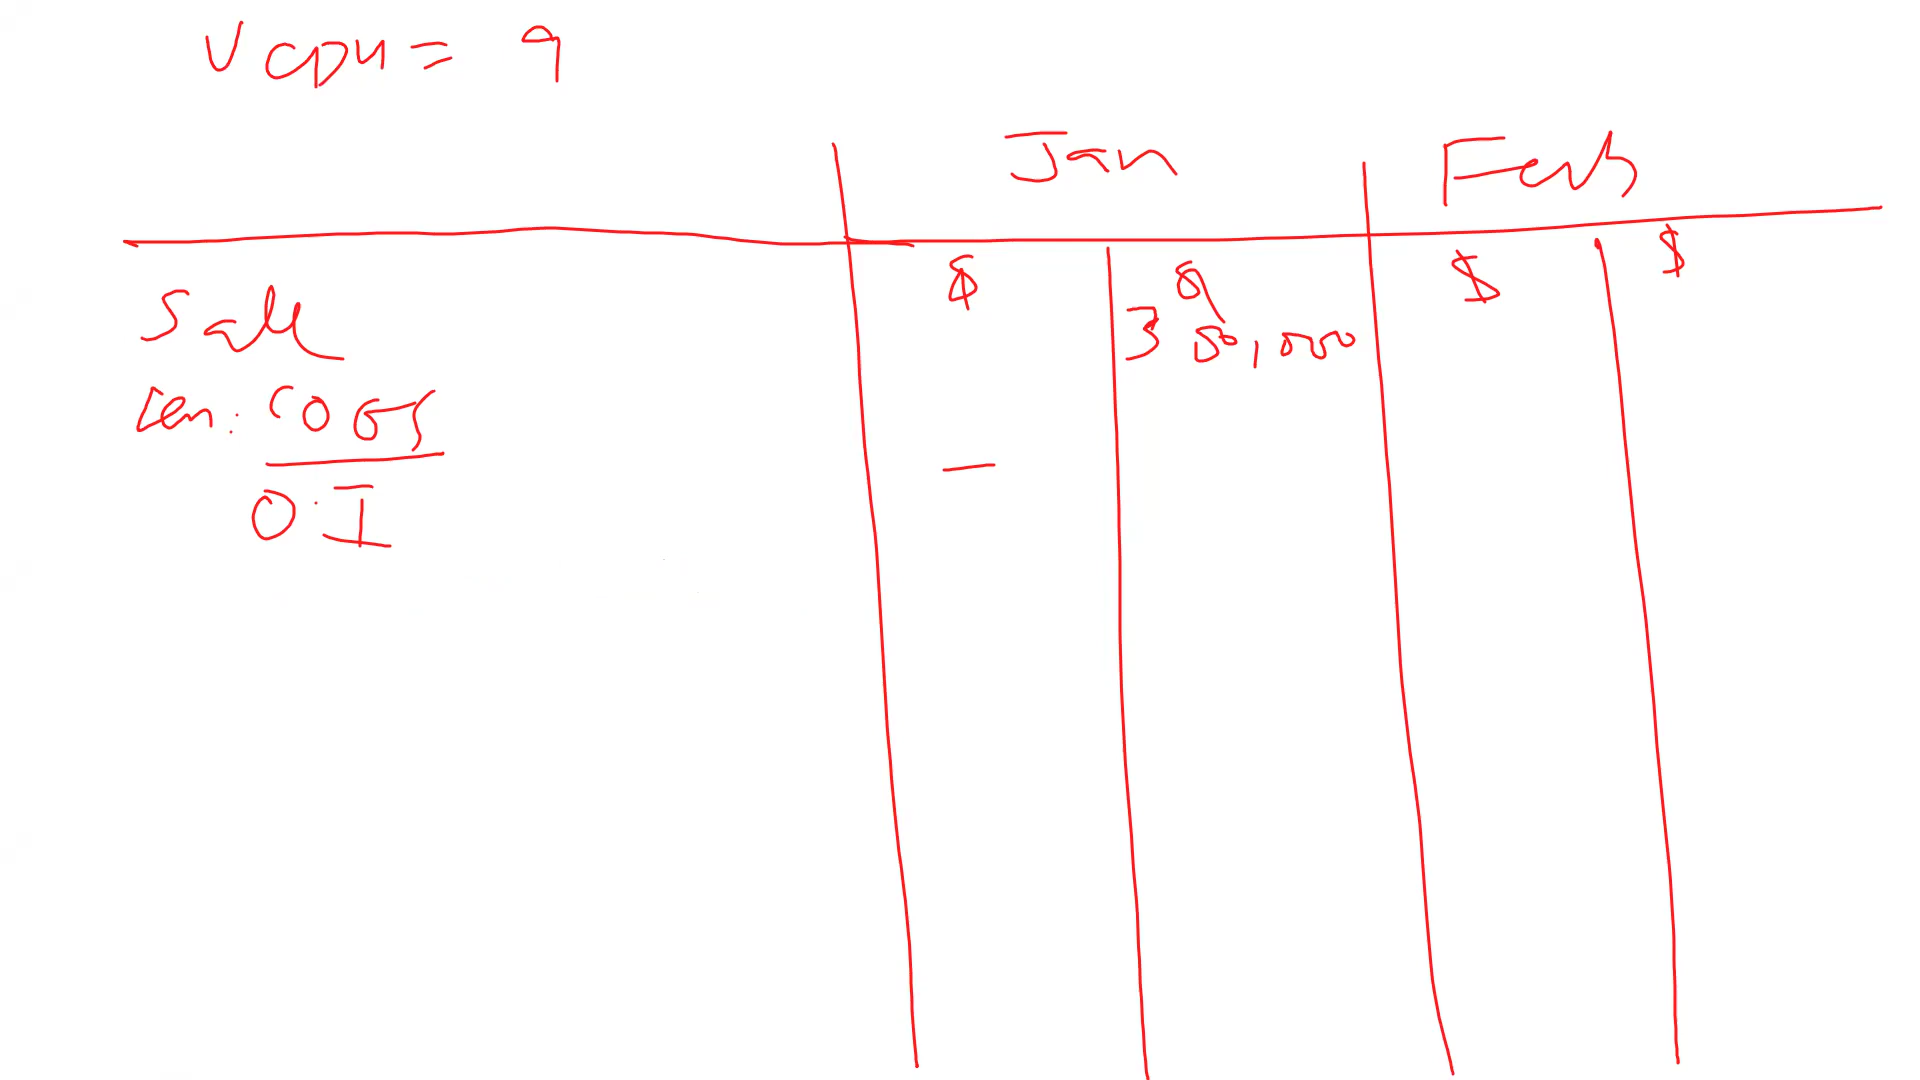 VCPU = 9
Jan Feb
$ $ $ $
Sale 380,000
Less: COGS
O.I